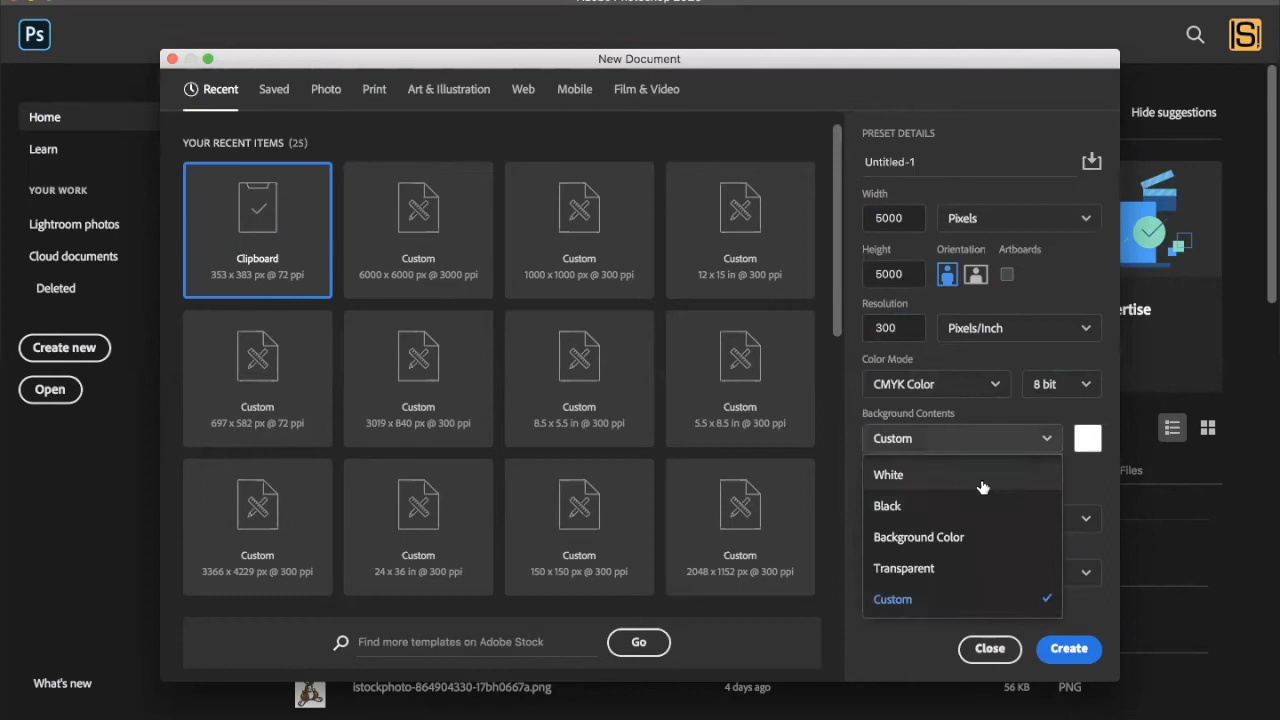 Adobe Photoshop 2020
Ps
S
New Document
Recent Saved Photo Print Art & Illustration Web Mobile Film & Video
Home
Learn
YOUR WORK
Lightroom photos
Cloud documents
Deleted
Create new
Open
What's new
YOUR RECENT ITEMS (25)
Clipboard
353 x 383 px @ 72 ppi
Custom
6000 x 6000 px @ 3000 ppi
Custom
1000 x 1000 px @ 300 ppi
Custom
12 x 15 in @ 300 ppi
Custom
697 x 582 px @ 72 ppi
Custom
3019 x 840 px @ 300 ppi
Custom
8.5 x 5.5 in @ 300 ppi
Custom
5.5 x 8.5 in @ 300 ppi
Custom
3366 x 4229 px @ 300 ppi
Custom
24 x 36 in @ 300 ppi
Custom
150 x 150 px @ 300 ppi
Custom
2048 x 1152 px @ 300 ppi
Find more templates on Adobe Stock
Go
PRESET DETAILS
Untitled-1
Width
5000 Pixels
Height Orientation Artboards
5000
Resolution
300 Pixels/Inch
Color Mode
CMYK Color 8 bit
Background Contents
Custom
White
Black
Background Color
Transparent
Custom
Close
Create
Hide suggestions
rtise
Files
istockphoto-864904330-17bh0667a.png 4 days ago 56 KB PNG